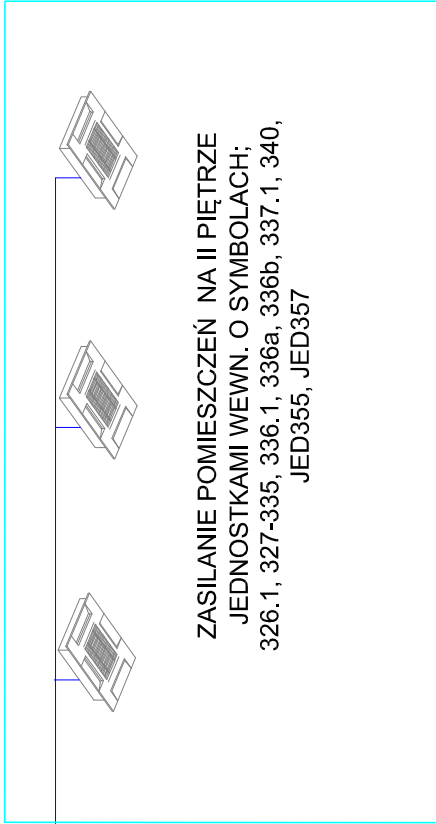 ZASILANIE POMIESZCZEŃ NA II PIĘTRZE
JEDNOSTKAMI WEWN. O SYMBOLACH;
326.1, 327-335, 336.1, 336a, 336b, 337.1, 340,
JED355, JED357